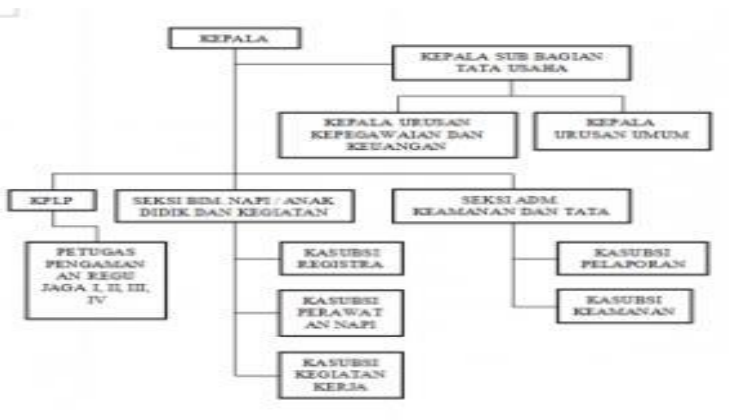 KEPALA
KEPALA SUB BAGIAN
TATA USAHA
KEPALA URUSAN
KEPEGAWAIAN DAN
KEUANGAN
KEPALA
URUSAN UMUM
KPLP
SEKSI BIM. NAPI / ANAK
DIDIK DAN KEGIATAN
SEKSI ADM.
KEAMANAN DAN TATA
PETUGAS
PENGAMAN
AN REGU
JAGA I, II, III,
IV
KASUBSI
REGISTRA
KASUBSI
PERAWAT
AN NAPI
KASUBSI
KEGIATAN
KERJA
KASUBSI
PELAPORAN
KASUBSI
KEAMANAN